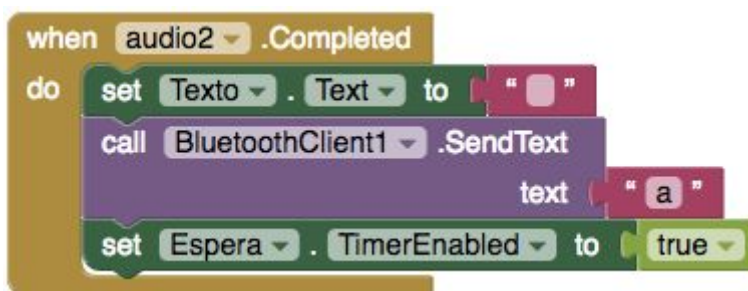 when audio2 .Completed
do set Texto . Text to " "
call BluetoothClient1 .SendText
text " a "
set Espera . TimerEnabled to true